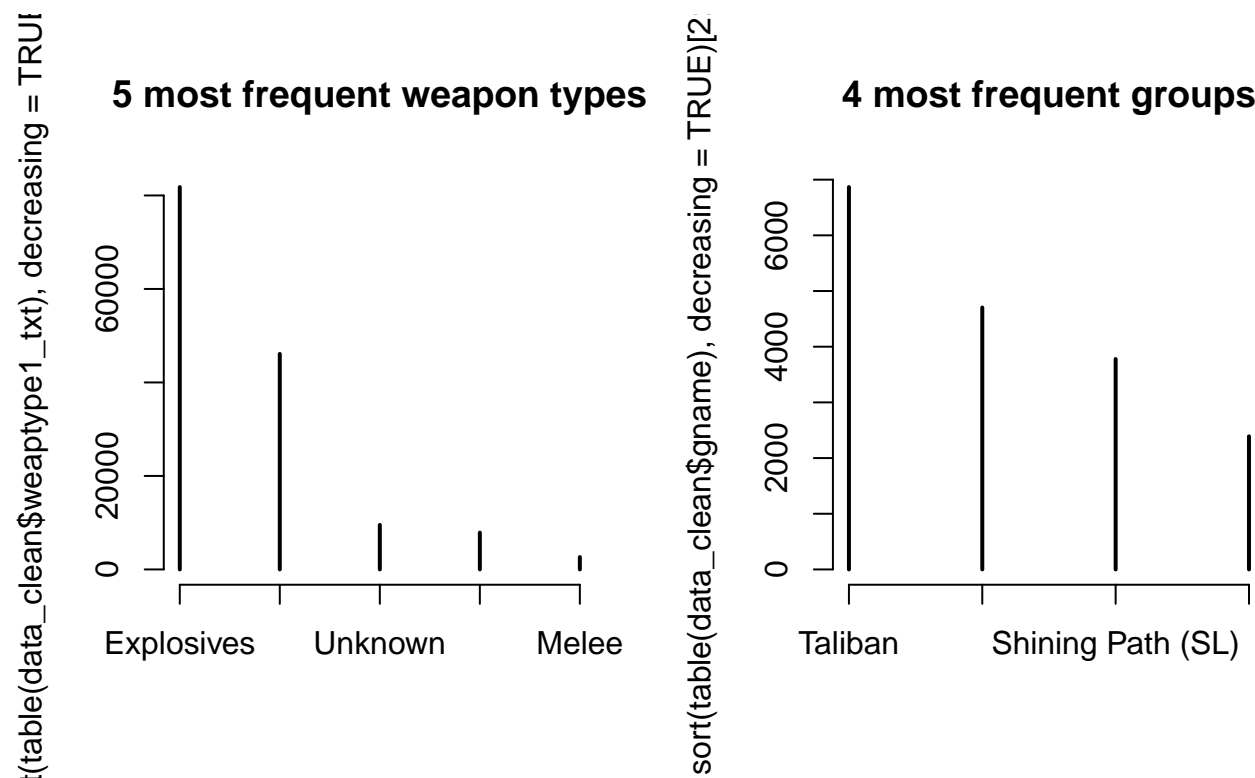 t(table(data_clean$weaptype1_txt), decreasing = TRUE
5 most frequent weapon types
60000
20000
0
Explosives Unknown Melee
sort(table(data_clean$gname), decreasing = TRUE)[2
4 most frequent groups
6000
4000
2000
0
Taliban Shining Path (SL)